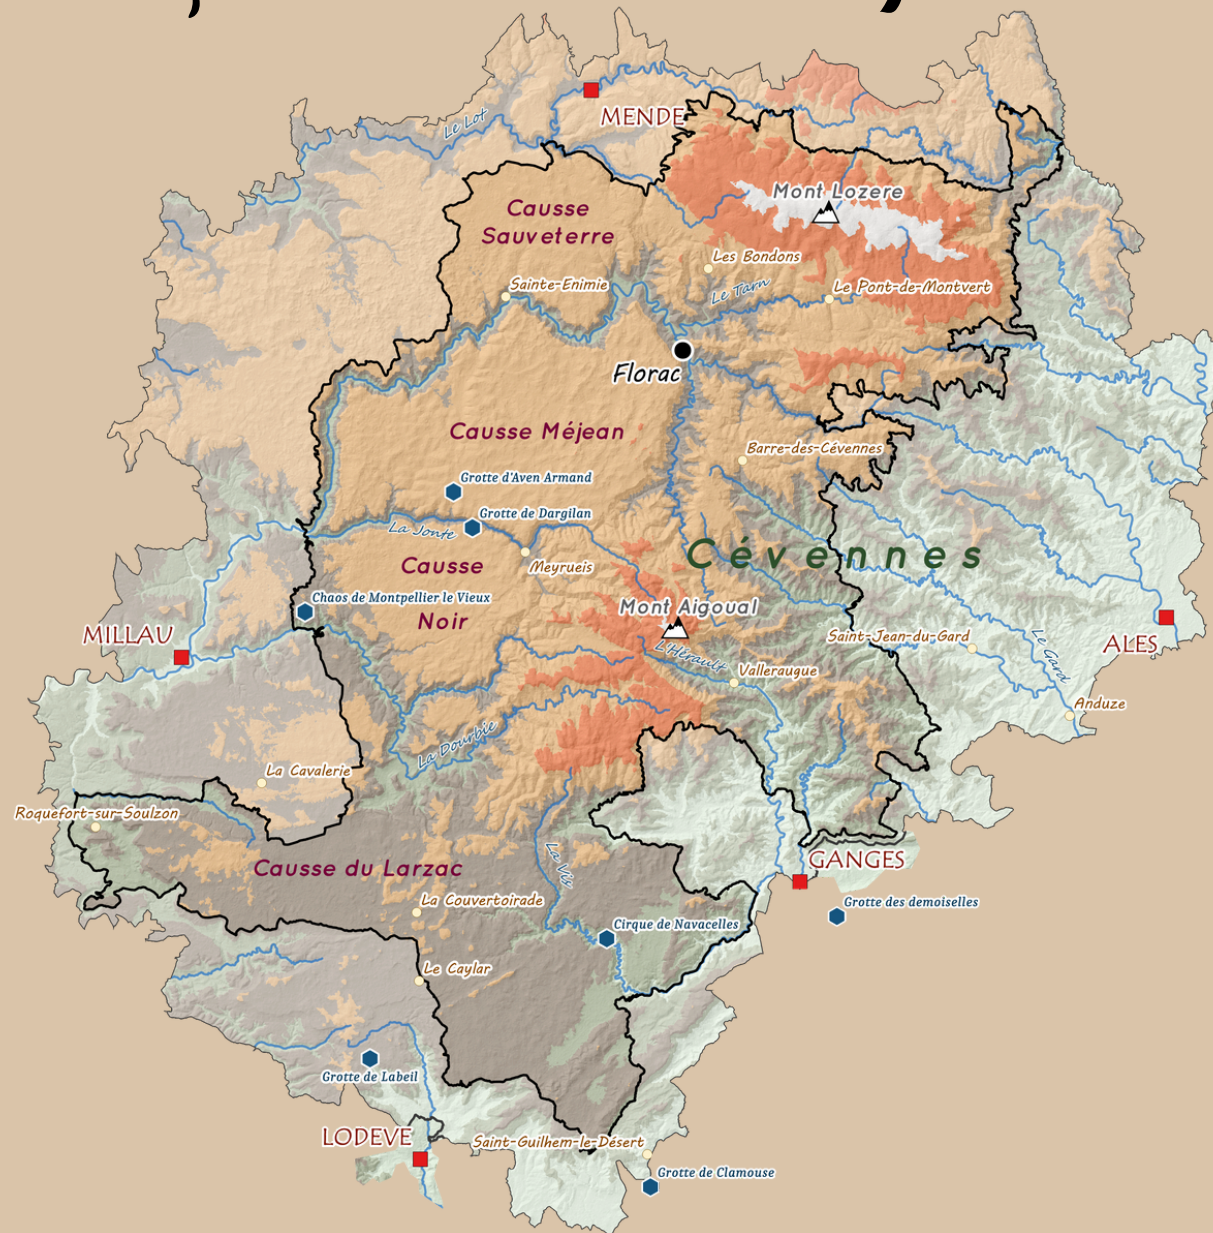 Le Lot
MENDE
Mont Lozere
Causse
Sauveterre
Les Bondons
Sainte-Enimie
Le Tarn
Le Pont-de-Montvert
Florac
Causse Méjean
Barre-des-Cévennes
Grotte d'Aven Armand
Grotte de Dargilan
La Jonte
Cévennes
Causse
Meyrueis
Chaos de Montpellier le Vieux
Mont Aigoual
Noir
MILLAU
Saint-Jean-du-Gard
Le Gard
ALES
L'Hérault
Valleraugue
Anduze
La Dourbie
La Cavalerie
Roquefort-sur-Soulzon
Causse du Larzac
La Vis
GANGES
La Couvertoirade
Grotte des demoiselles
Cirque de Navacelles
Le Caylar
Grotte de Labeil
LODEVE
Saint-Guilhem-le-Désert
Grotte de Clamouse